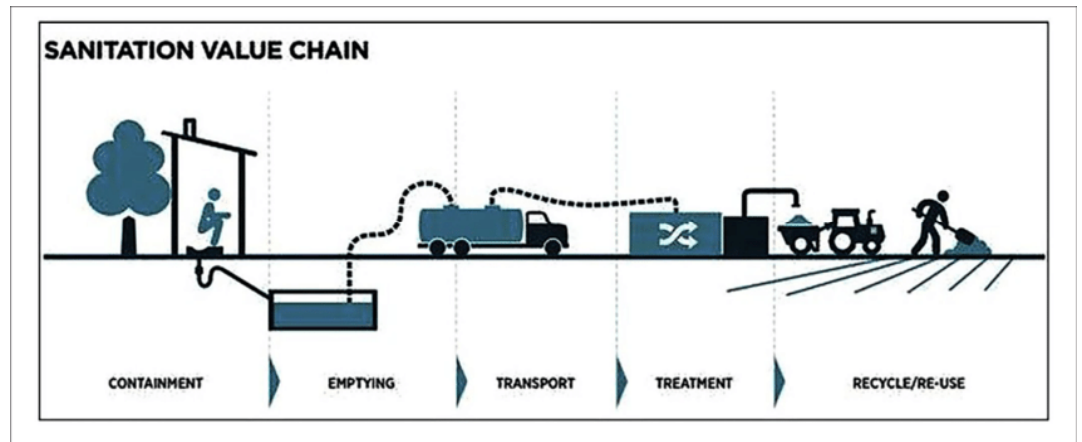 SANITATION VALUE CHAIN
CONTAINMENT
EMPTYING
TRANSPORT
TREATMENT
RECYCLE/RE-USE